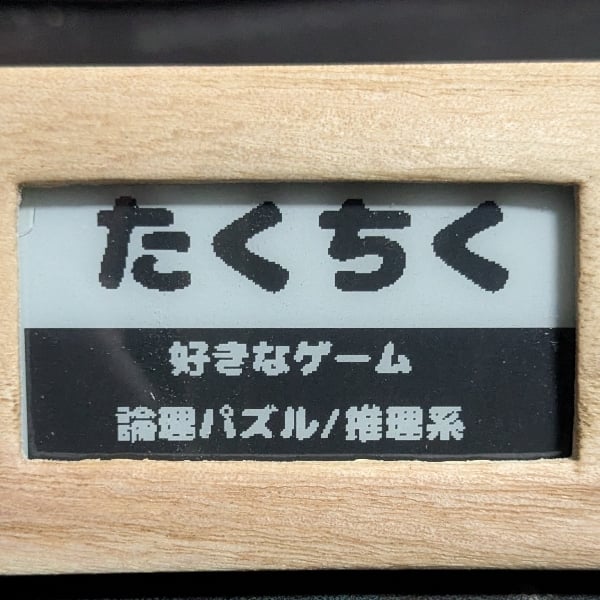 たくちく
好きなゲーム
論理パズル/推理系